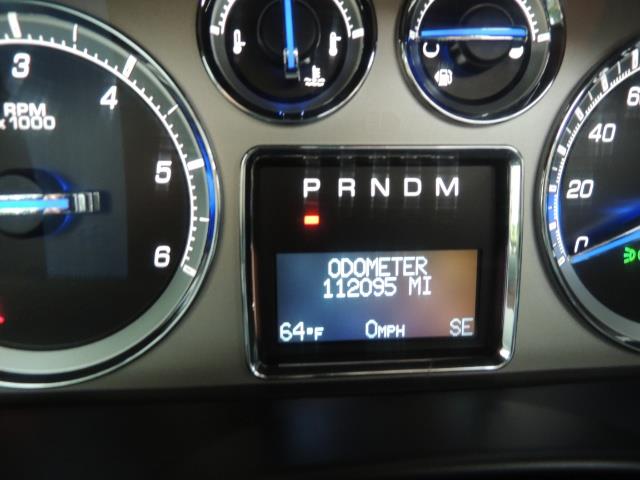 3
4
5
6
RPM
x 1000
P R N D M
ODOMETER
112095 MI
64°F 0MPH SE
60
40
20
0